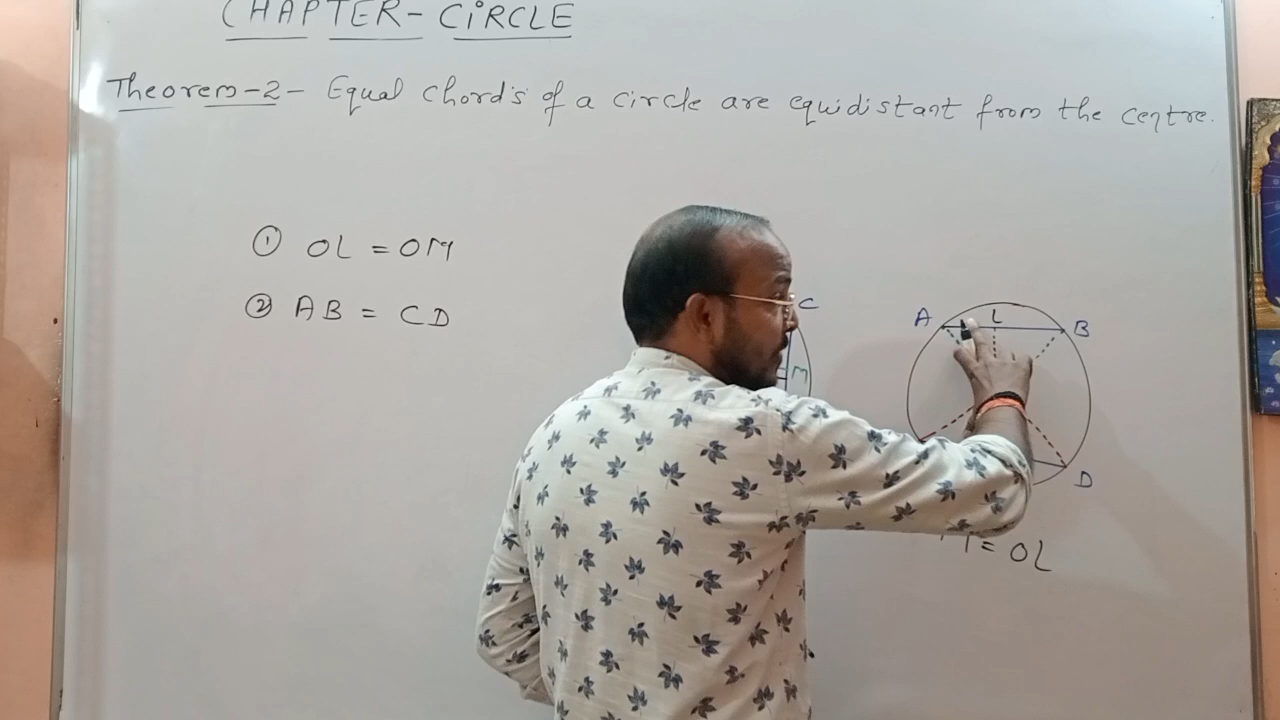 CHAPTER-CIRCLE
Theorem-2- Equal chord's of a circle are equidistant from the centre.
① OL = OM
② AB = CD
C
M
A L B
D
= OL